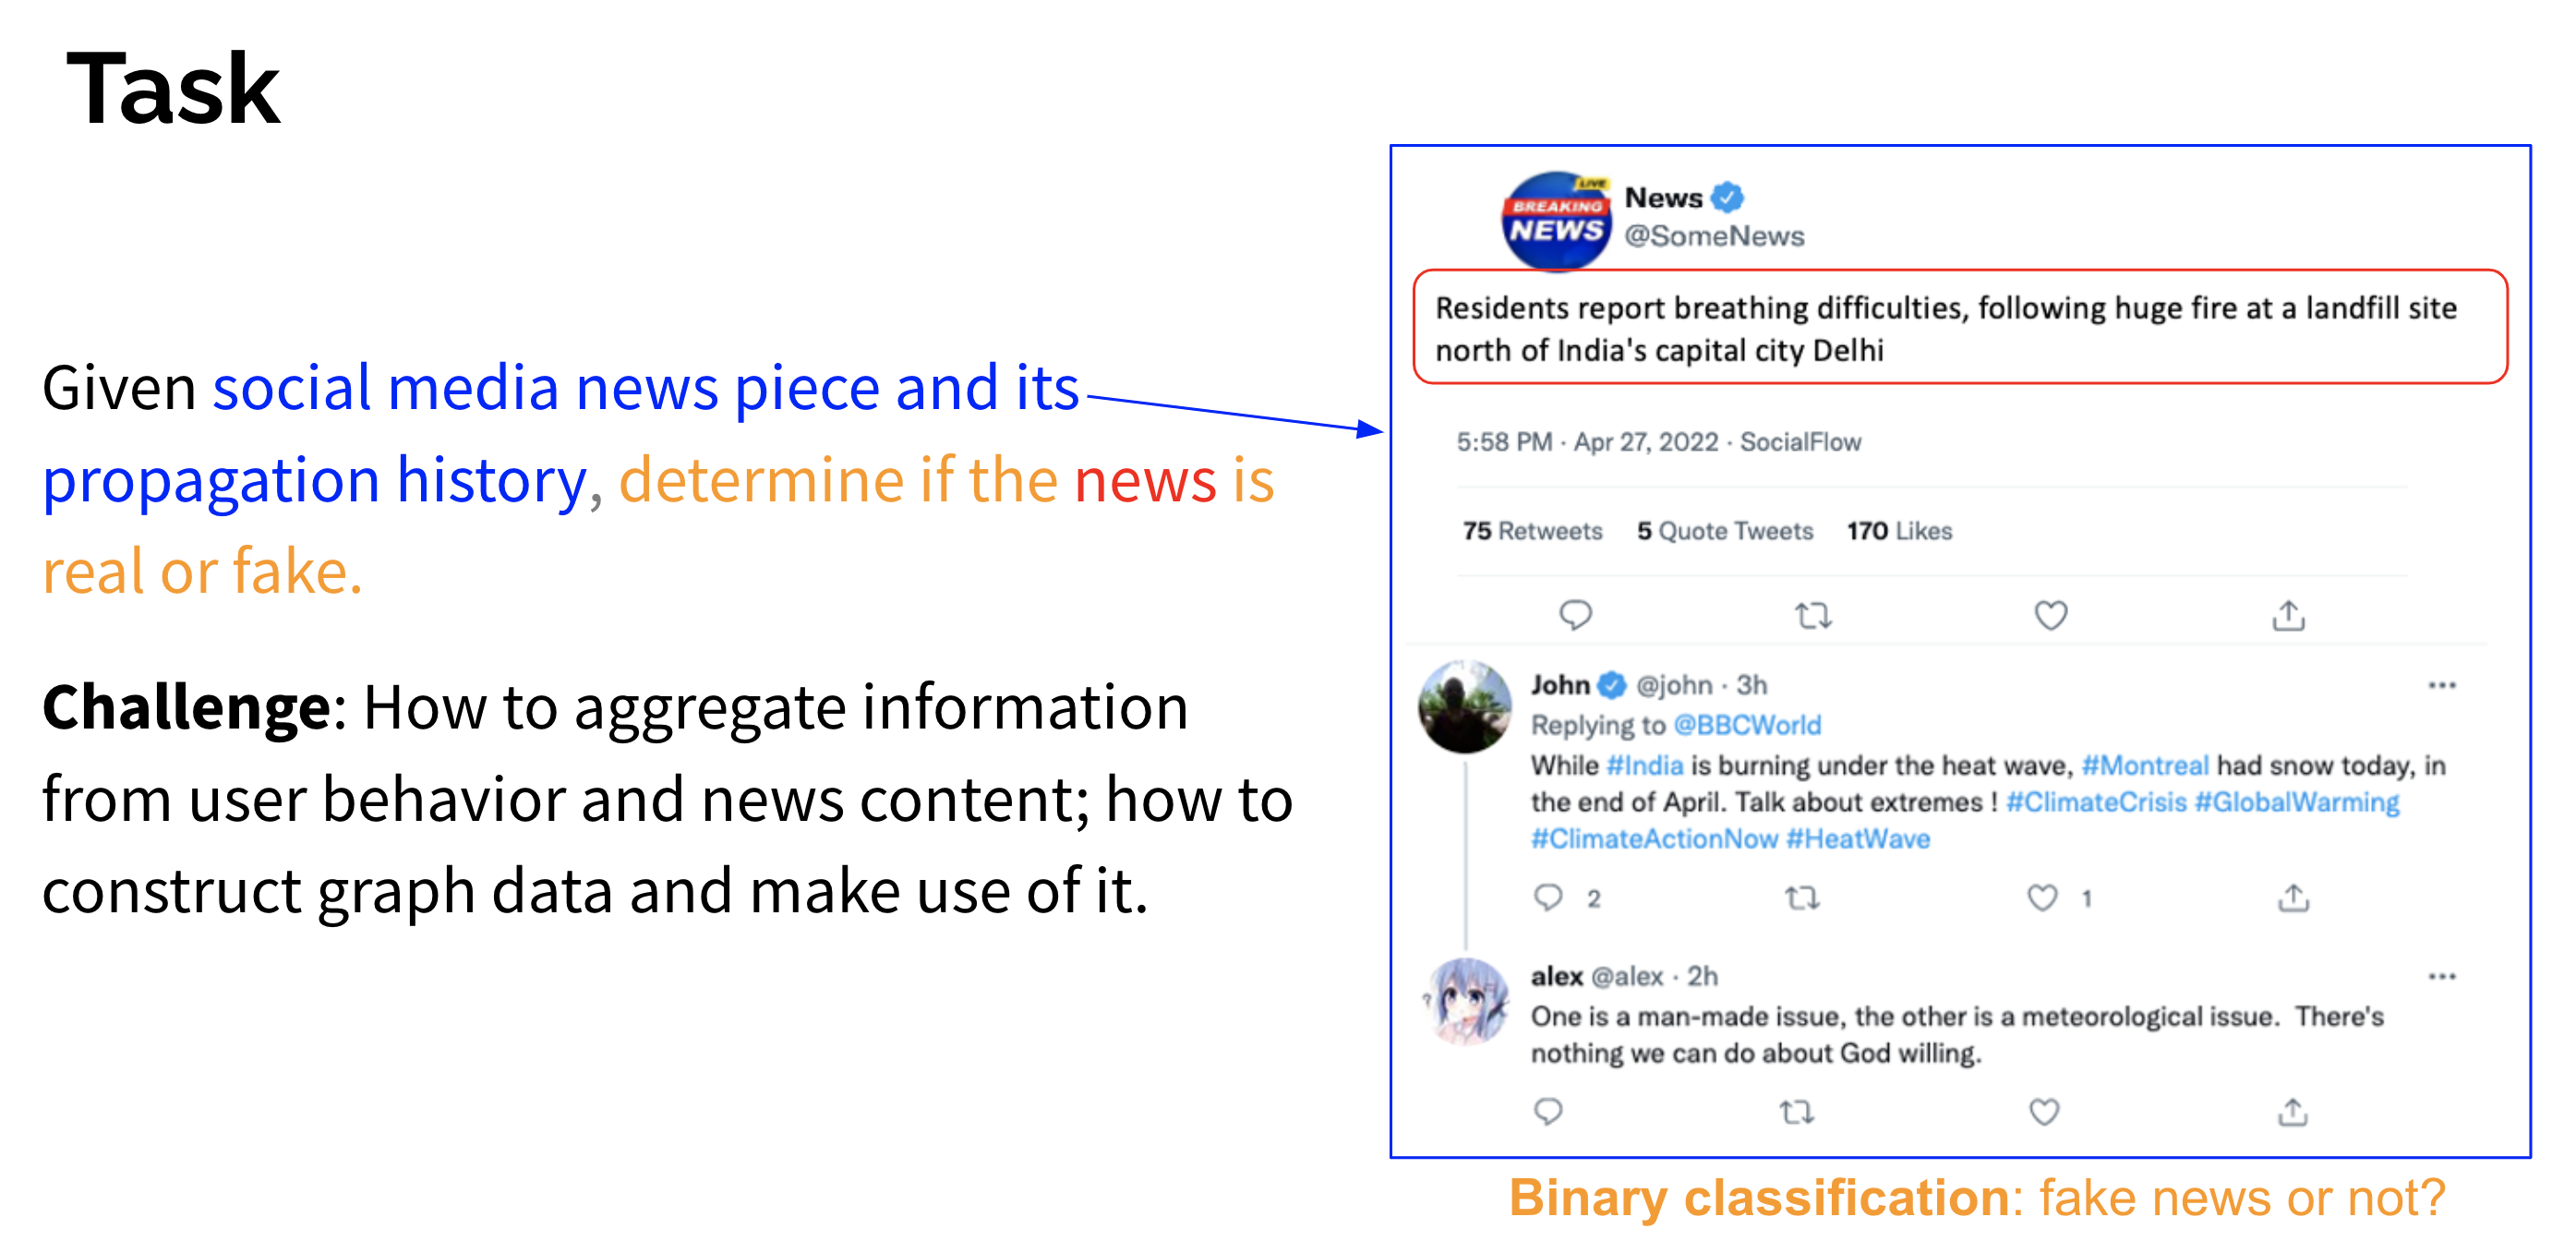 Task
Given social media news piece and its
propagation history, determine if the news is
real or fake.
Challenge: How to aggregate information
from user behavior and news content; how to
construct graph data and make use of it.
LIVE
BREAKING
NEWS
News
@SomeNews
Residents report breathing difficulties, following huge fire at a landfill site
north of India's capital city Delhi
5:58 PM · Apr 27, 2022 · SocialFlow
75 Retweets 5 Quote Tweets 170 Likes
John @john · 3h
Replying to @BBCWorld
While #India is burning under the heat wave, #Montreal had snow today, in
the end of April. Talk about extremes ! #ClimateCrisis #GlobalWarming
#ClimateActionNow #HeatWave
2 1
alex @alex · 2h
One is a man-made issue, the other is a meteorological issue. There's
nothing we can do about God willing.
Binary classification: fake news or not?